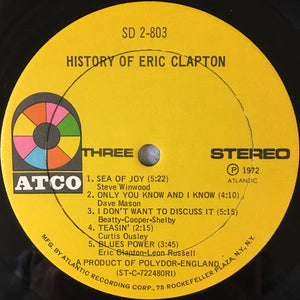 SD 2-803
HISTORY OF ERIC CLAPTON
THREE
STEREO
ATCO
Ⓟ 1972
ATLANTIC
1. SEA OF JOY (5:22)
Steve Winwood
2. ONLY YOU KNOW AND I KNOW (4:10)
Dave Mason
3. I DON'T WANT TO DISCUSS IT (5:15)
Beatty-Cooper-Shelby
4. TEASIN' (2:15)
Curtis Ousley
5. BLUES POWER (3:45)
Eric Clapton-Leon Russell
A PRODUCT OF POLYDOR-ENGLAND
(ST-C-722480RI)
MFG. BY ATLANTIC RECORDING CORP., 75 ROCKEFELLER PLAZA, N.Y., N.Y.